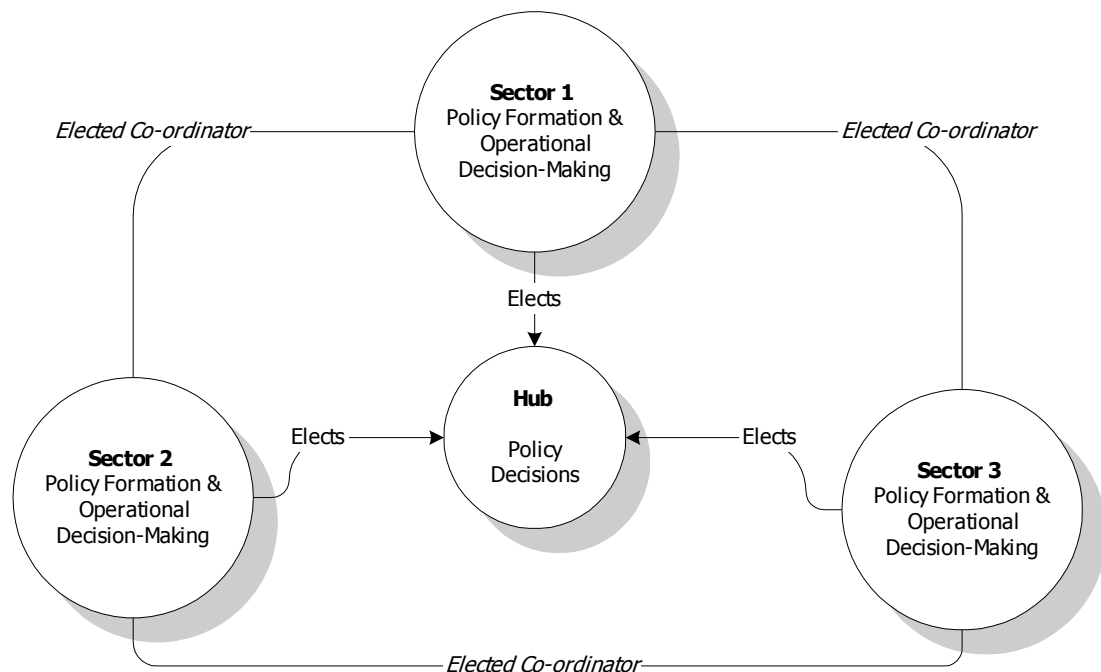 Sector 1
Policy Formation &
Operational
Decision-Making
Elected Co-ordinator
Elected Co-ordinator
Elects
Hub
Policy
Decisions
Elects
Elects
Sector 2
Policy Formation &
Operational
Decision-Making
Sector 3
Policy Formation &
Operational
Decision-Making
Elected Co-ordinator